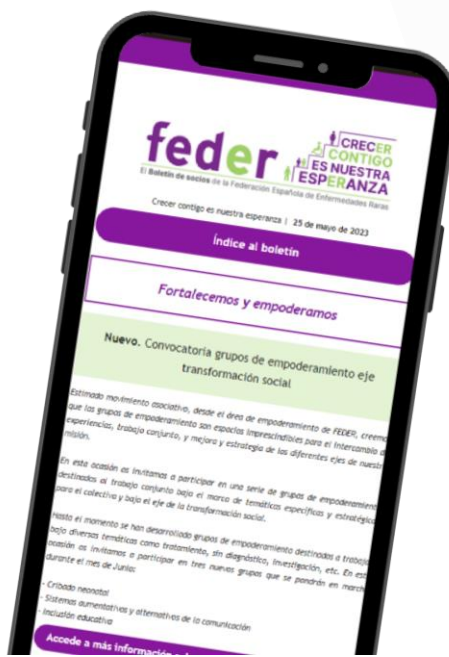 feder
CRECER
CONTIGO
ES NUESTRA
ESPERANZA
El Boletín de socios de la Federación Española de Enfermedades Raras
Crecer contigo es nuestra esperanza | 25 de mayo de 2023
Índice al boletín
Fortalecemos y empoderamos
Nuevo. Convocatoria grupos de empoderamiento eje
transformación social
Estimado movimiento asociativo, desde el área de empoderamiento de FEDER, creemo
que los grupos de empoderamiento son espacios imprescindibles para el intercambio d
experiencias, trabajo conjunto, y mejora y estrategia de los diferentes ejes de nuestr
misión.
En esta ocasión os invitamos a participar en una serie de grupos de empoderamient
destinados al trabajo conjunto bajo el marco de temáticas específicas y estratégica
para el colectivo y bajo el eje de la transformación social.
Hasta el momento se han desarrollado grupos de empoderamiento destinados a trabaja
bajo diversas temáticas como tratamiento, sin diagnóstico, investigación, etc. En est
ocasión os invitamos a participar en tres nuevos grupos que se pondrán en march
durante el mes de Junio:
- Cribado neonatal
- Sistemas aumentativos y alternativos de la comunicación
- Inclusión educativa
Accede a más información